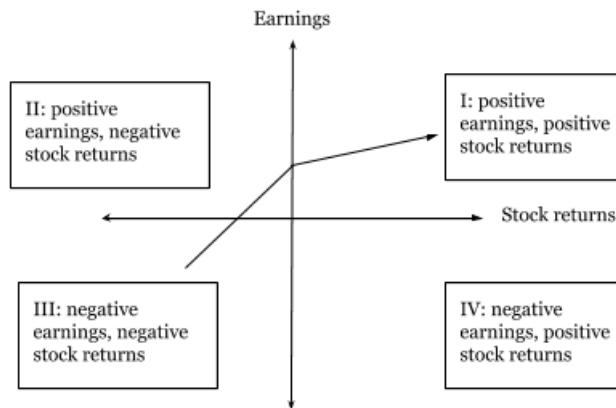 Earnings
II: positive
earnings, negative
stock returns
I: positive
earnings, positive
stock returns
Stock returns
III: negative
earnings, negative
stock returns
IV: negative
earnings, positive
stock returns